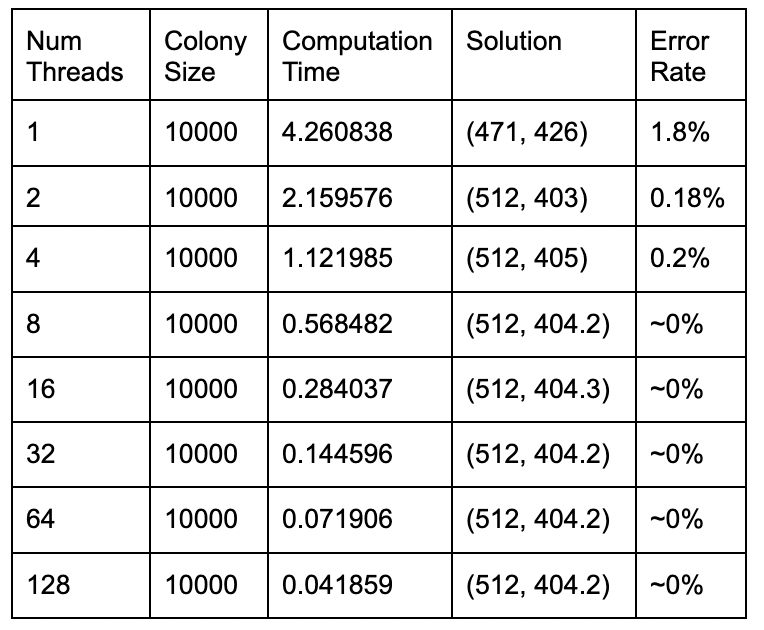 Num Threads | Colony Size | Computation Time | Solution | Error Rate
1 | 10000 | 4.260838 | (471, 426) | 1.8%
2 | 10000 | 2.159576 | (512, 403) | 0.18%
4 | 10000 | 1.121985 | (512, 405) | 0.2%
8 | 10000 | 0.568482 | (512, 404.2) | ~0%
16 | 10000 | 0.284037 | (512, 404.3) | ~0%
32 | 10000 | 0.144596 | (512, 404.2) | ~0%
64 | 10000 | 0.071906 | (512, 404.2) | ~0%
128 | 10000 | 0.041859 | (512, 404.2) | ~0%